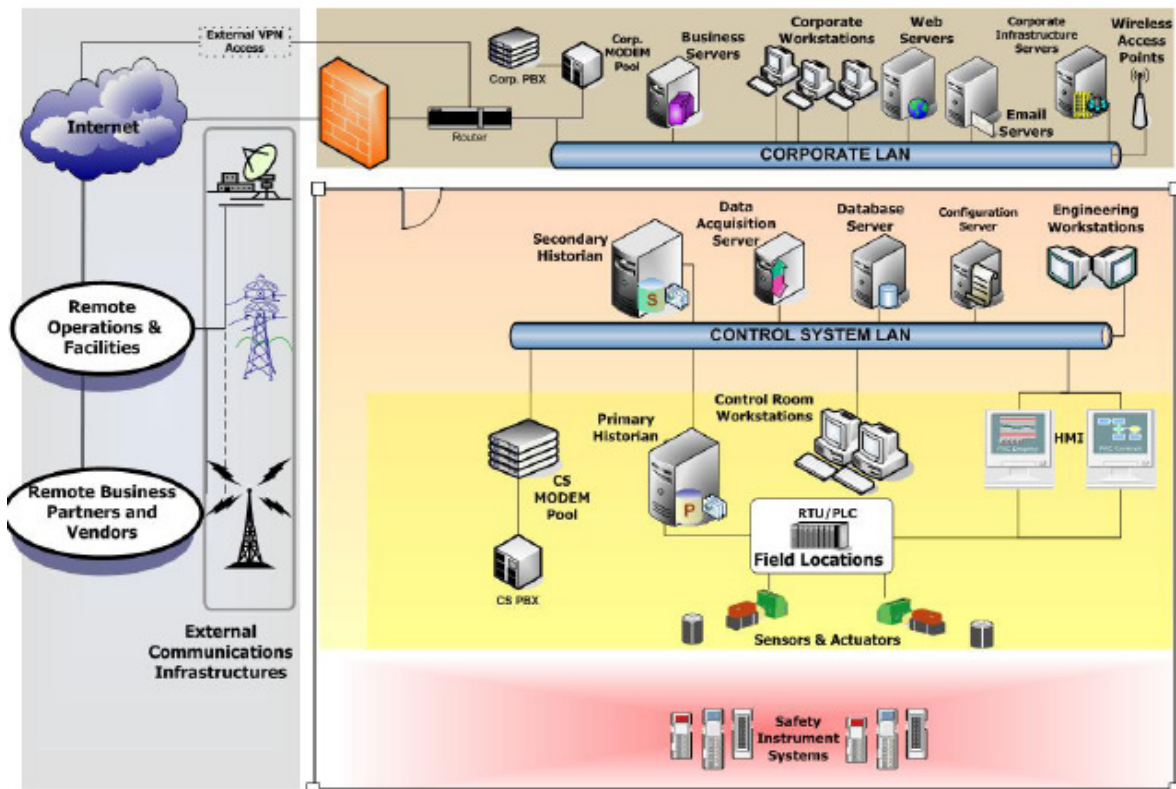 External VPN
Access
Internet
Remote
Operations &
Facilities
Remote Business
Partners and
Vendors
External
Communications
Infrastructures
Corp. PBX
Corp.
MODEM
Pool
Router
Business
Servers
Corporate
Workstations
Web
Servers
Email
Servers
Corporate
Infrastructure
Servers
Wireless
Access
Points
CORPORATE LAN
Secondary
Historian
S
Data
Acquisition
Server
Database
Server
Configuration
Server
Engineering
Workstations
CONTROL SYSTEM LAN
CS
MODEM
Pool
CS PBX
Primary
Historian
P
Control Room
Workstations
HMI
RTU/PLC
Field Locations
Sensors & Actuators
Safety
Instrument
Systems